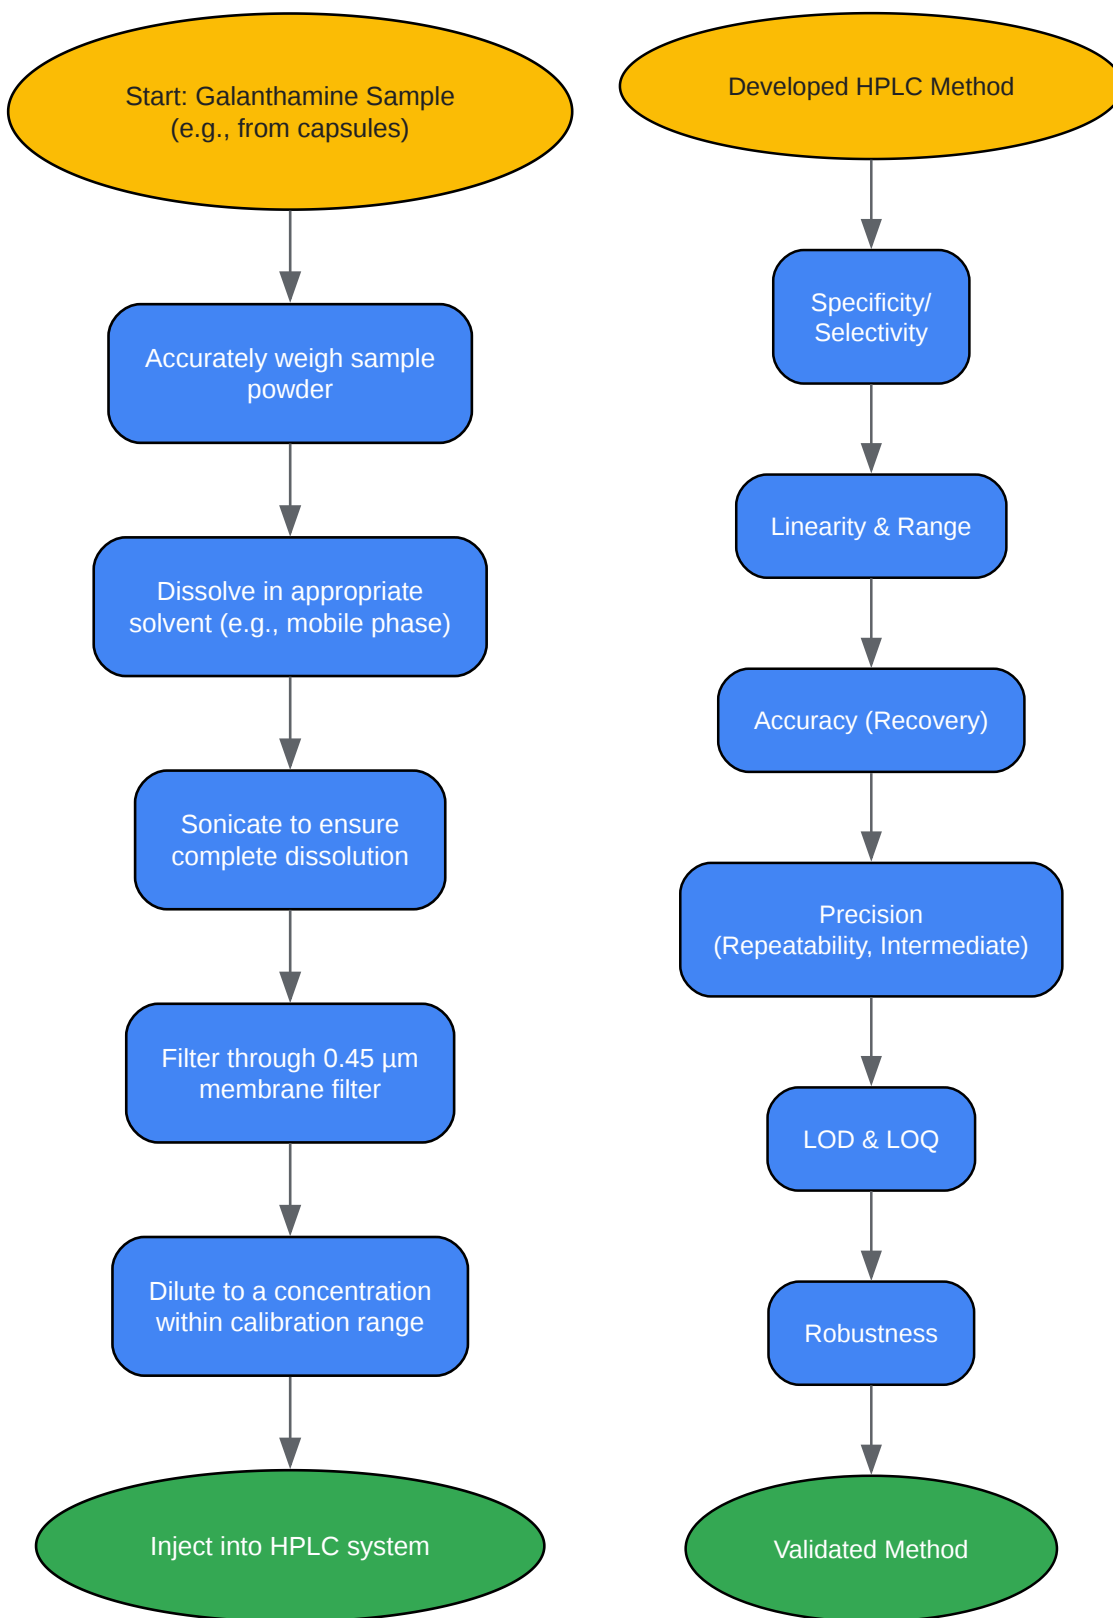 Start: Galanthamine Sample
(e.g., from capsules)
Accurately weigh sample
powder
Dissolve in appropriate
solvent (e.g., mobile phase)
Sonicate to ensure
complete dissolution
Filter through 0.45 µm
membrane filter
Dilute to a concentration
within calibration range
Inject into HPLC system
Developed HPLC Method
Specificity/
Selectivity
Linearity & Range
Accuracy (Recovery)
Precision
(Repeatability, Intermediate)
LOD & LOQ
Robustness
Validated Method